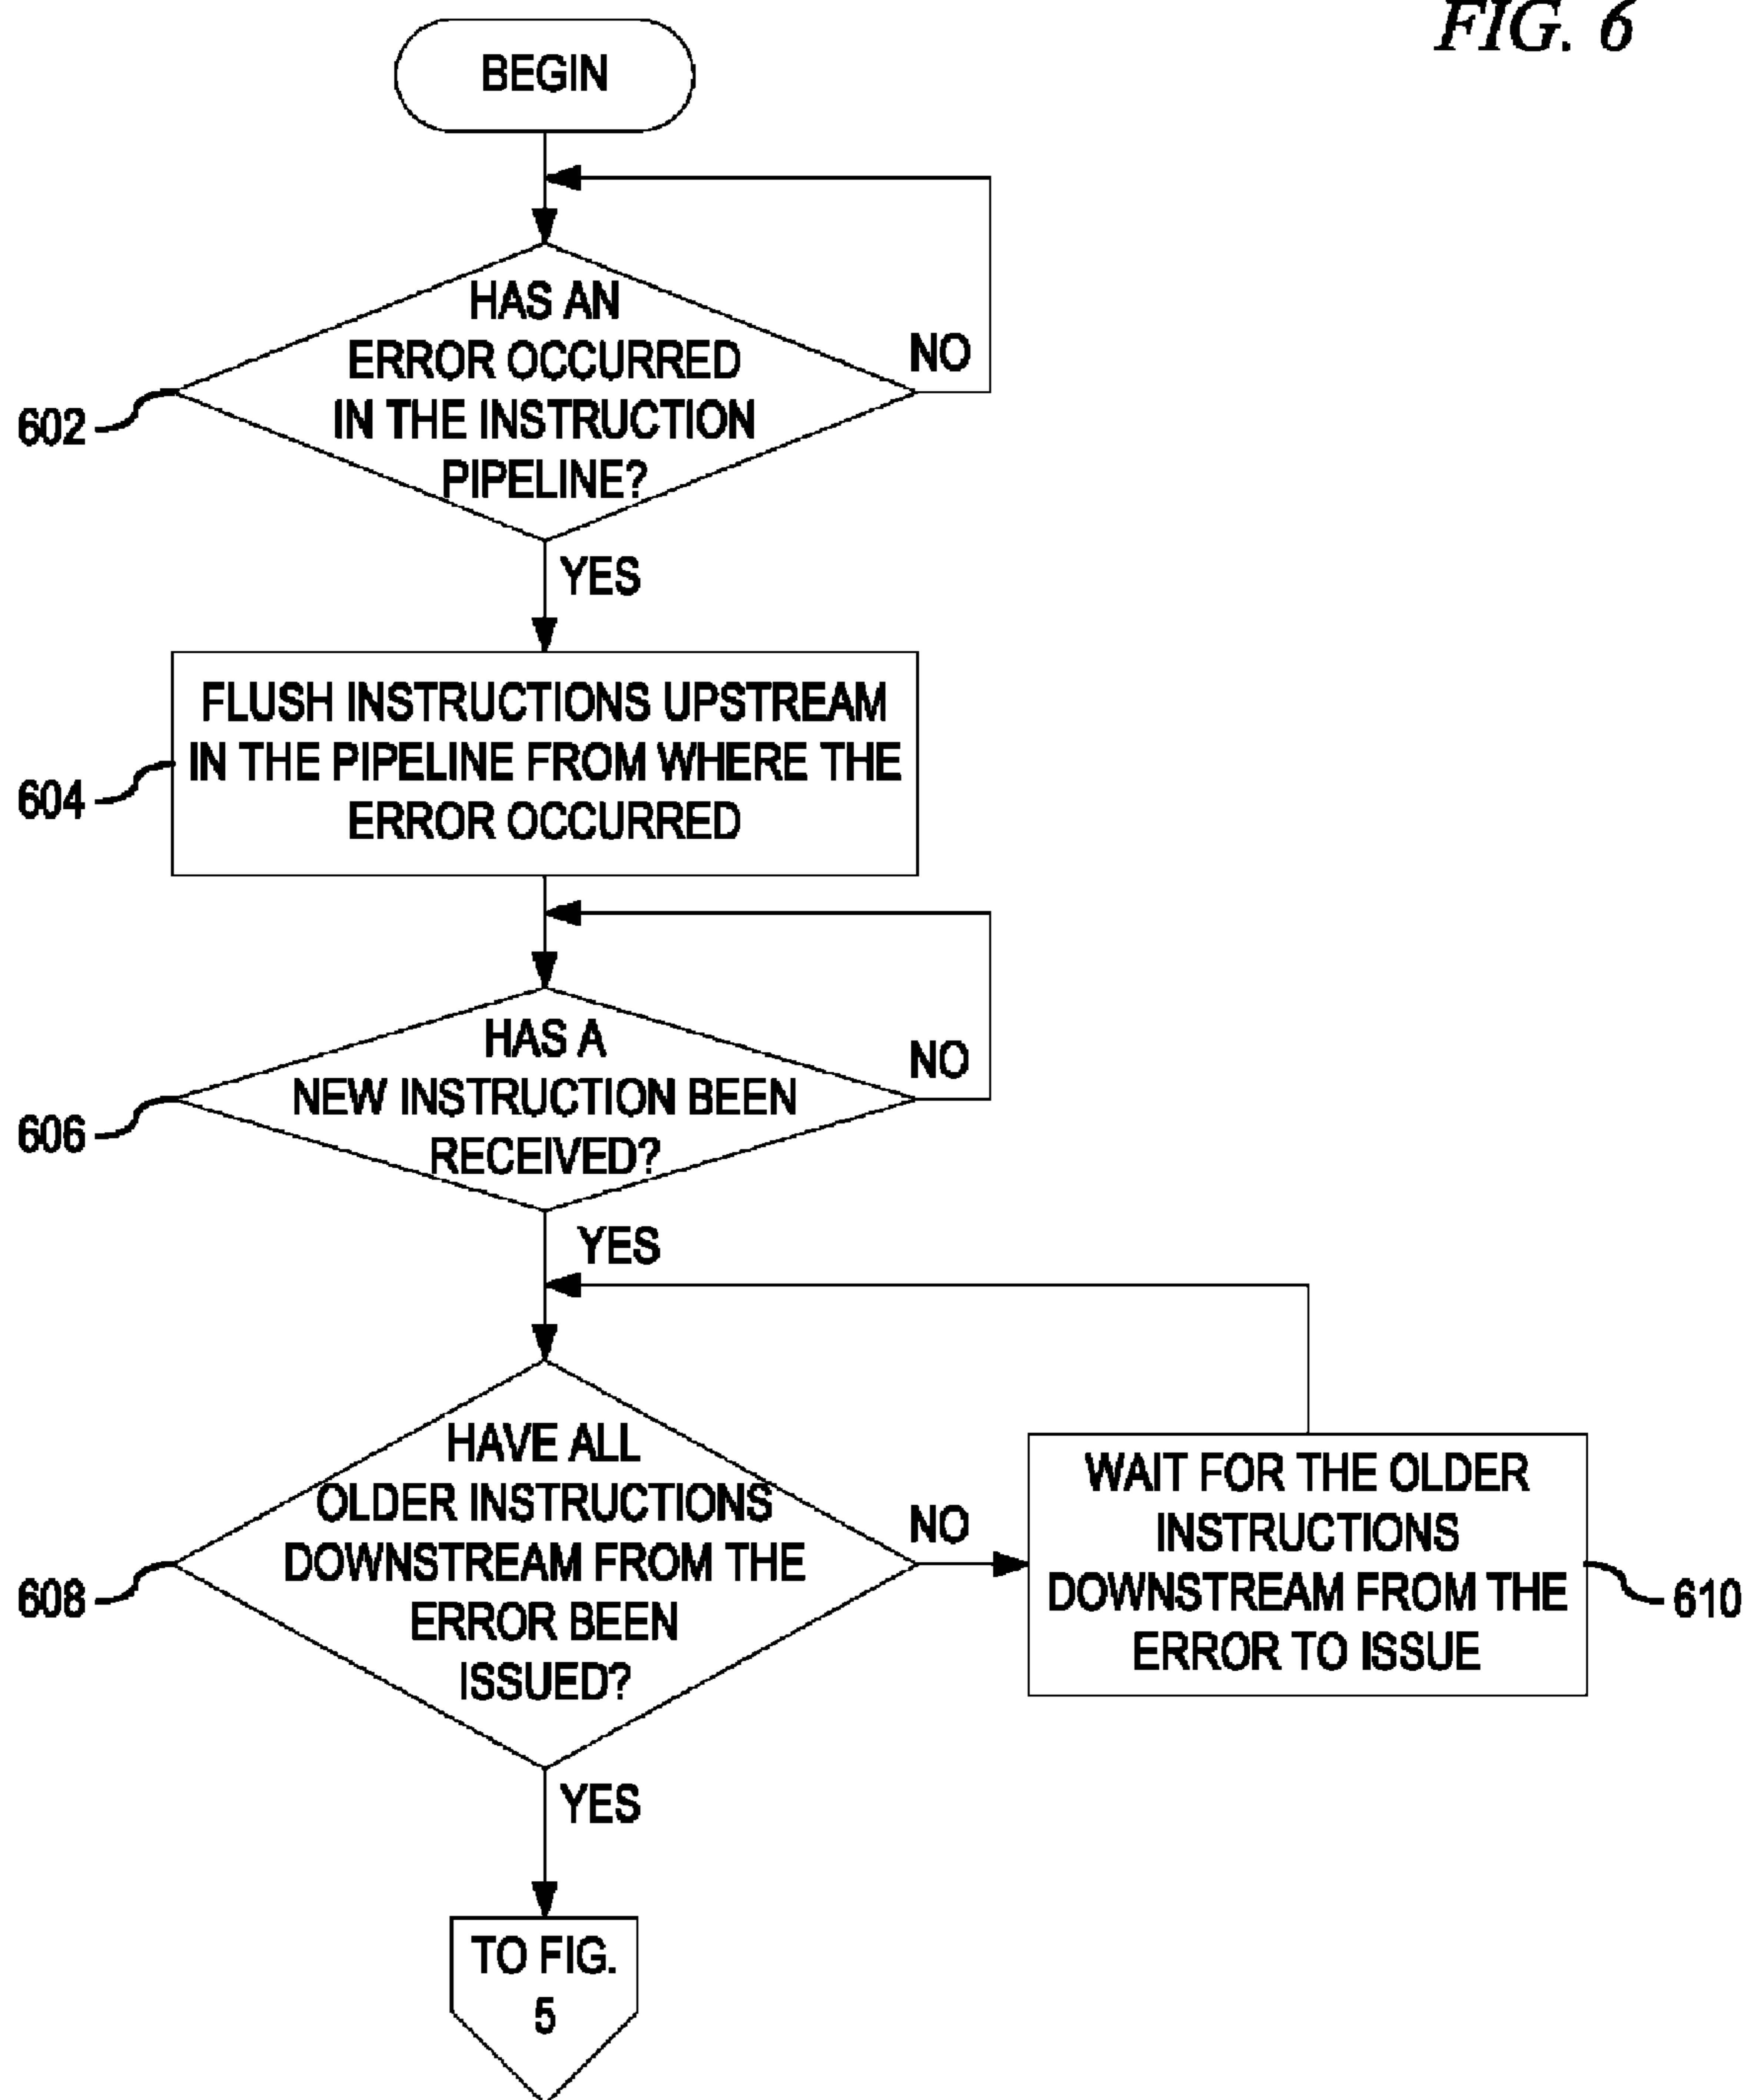 FIG. 6
BEGIN
HAS AN
ERROR OCCURRED
IN THE INSTRUCTION
PIPELINE?
NO
602
YES
FLUSH INSTRUCTIONS UPSTREAM
IN THE PIPELINE FROM WHERE THE
ERROR OCCURRED
604
HAS A
NEW INSTRUCTION BEEN
RECEIVED?
NO
606
YES
HAVE ALL
OLDER INSTRUCTIONS
DOWNSTREAM FROM THE
ERROR BEEN
ISSUED?
NO
608
WAIT FOR THE OLDER
INSTRUCTIONS
DOWNSTREAM FROM THE
ERROR TO ISSUE
610
YES
TO FIG.
5